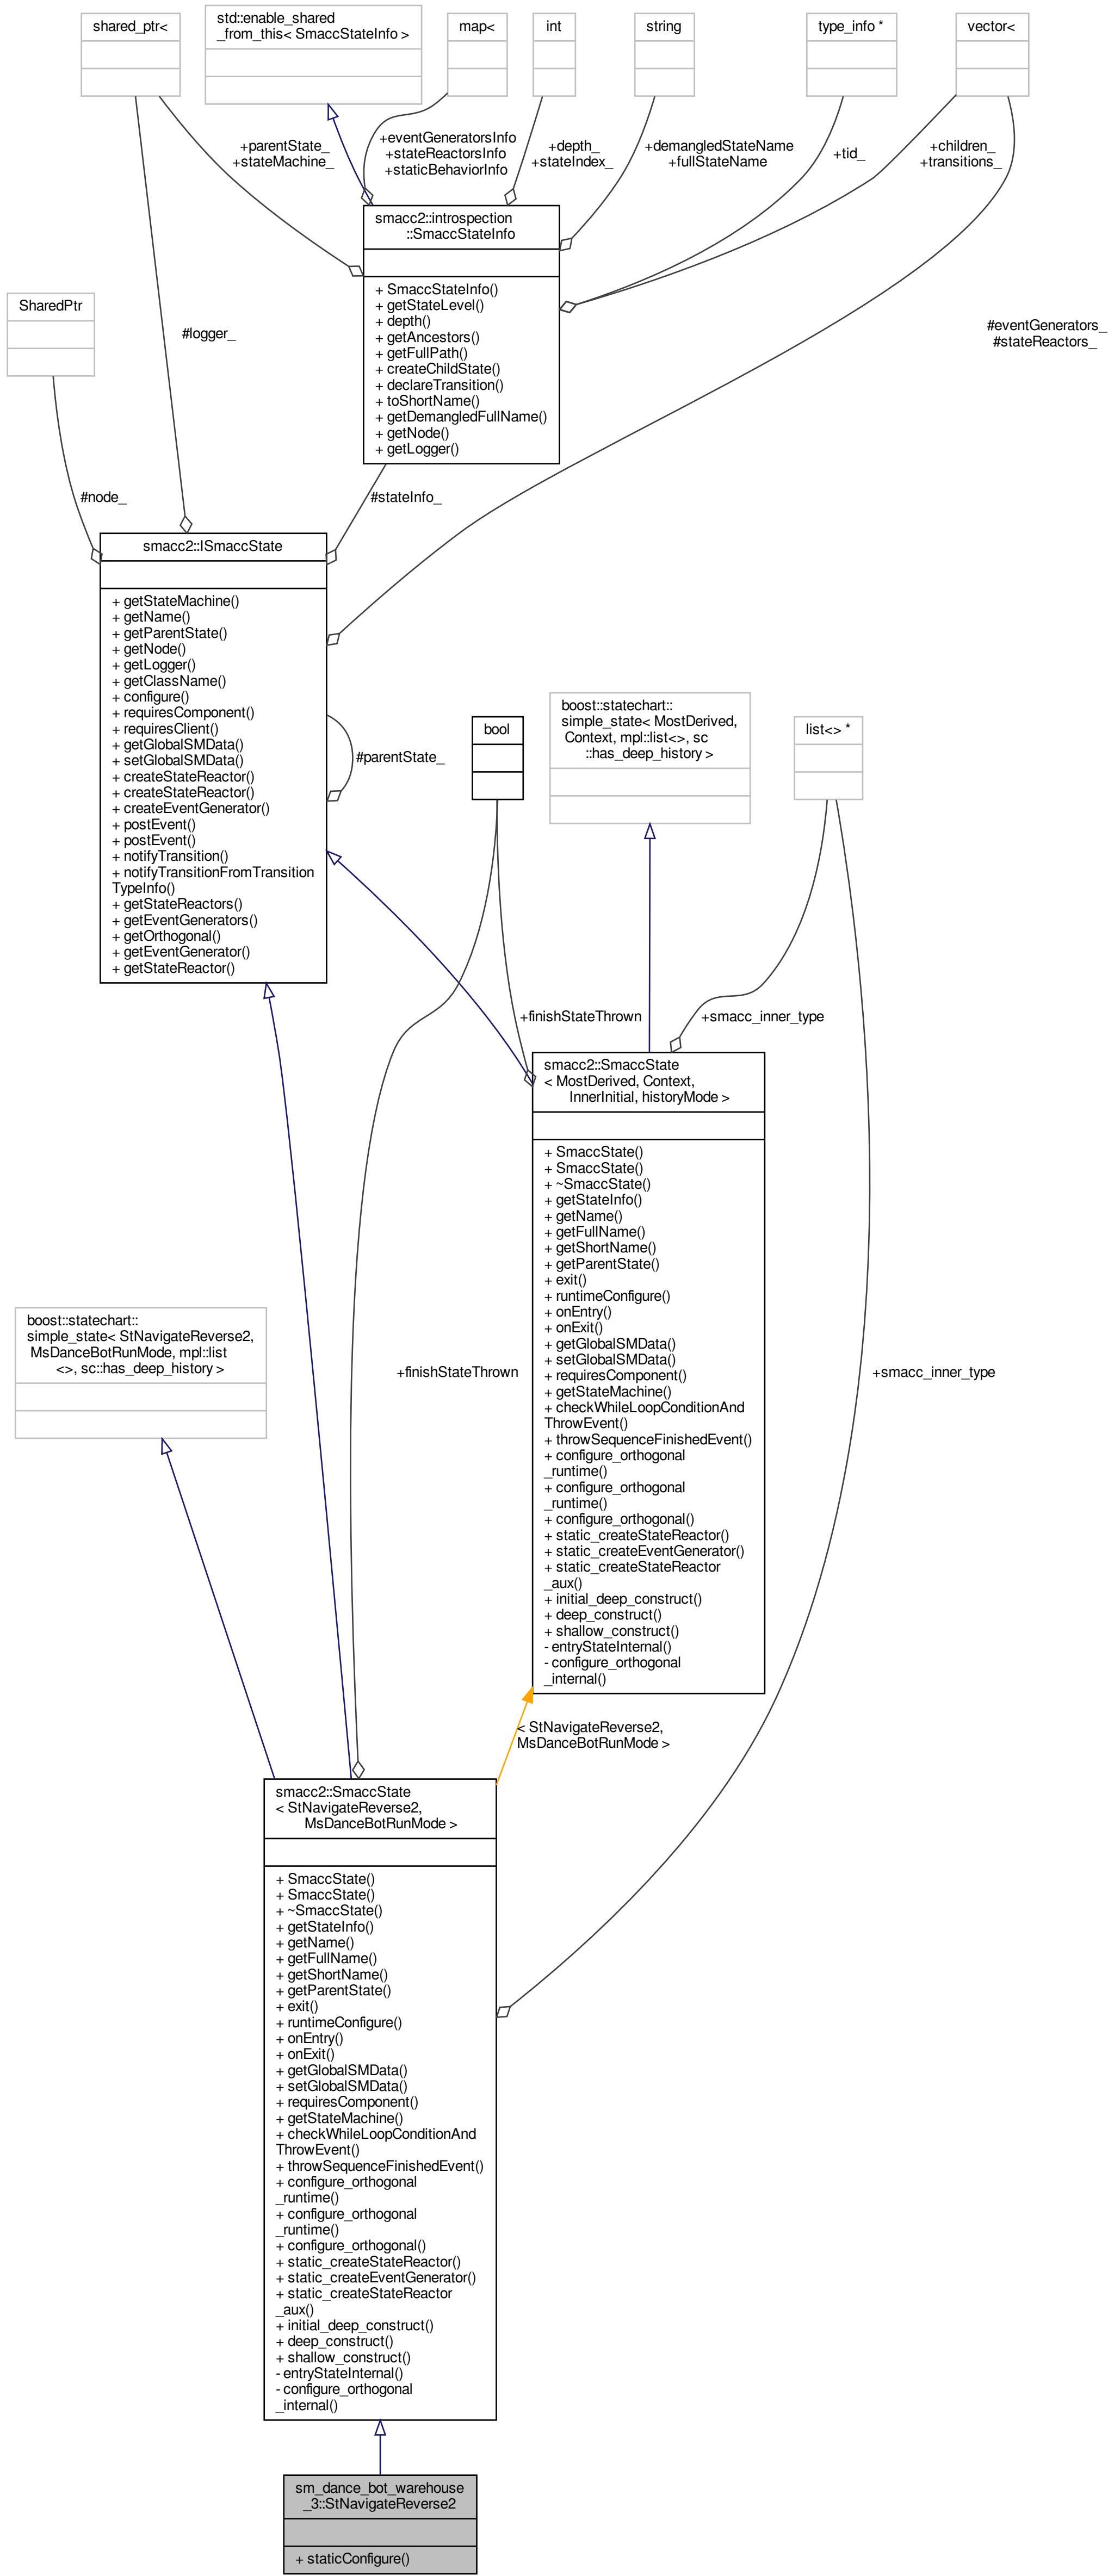 shared_ptr<
std::enable_shared
_from_this< SmaccStateInfo >
map<
int
string
type_info *
vector<
+parentState_
+stateMachine_
+eventGeneratorsInfo
+stateReactorsInfo
+staticBehaviorInfo
+depth_
+stateIndex_
+demangledStateName
+fullStateName
+tid_
+children_
+transitions_
smacc2::introspection
::SmaccStateInfo
+ SmaccStateInfo()
+ getStateLevel()
+ depth()
+ getAncestors()
+ getFullPath()
+ createChildState()
+ declareTransition()
+ toShortName()
+ getDemangledFullName()
+ getNode()
+ getLogger()
SharedPtr
#logger_
#eventGenerators_
#stateReactors_
#node_
#stateInfo_
smacc2::ISmaccState
+ getStateMachine()
+ getName()
+ getParentState()
+ getNode()
+ getLogger()
+ getClassName()
+ configure()
+ requiresComponent()
+ requiresClient()
+ getGlobalSMData()
+ setGlobalSMData()
+ createStateReactor()
+ createStateReactor()
+ createEventGenerator()
+ postEvent()
+ postEvent()
+ notifyTransition()
+ notifyTransitionFromTransition
TypeInfo()
+ getStateReactors()
+ getEventGenerators()
+ getOrthogonal()
+ getEventGenerator()
+ getStateReactor()
#parentState_
bool
boost::statechart::
simple_state< MostDerived,
Context, mpl::list<>, sc
::has_deep_history >
list<> *
+finishStateThrown
+smacc_inner_type
smacc2::SmaccState
< MostDerived, Context,
InnerInitial, historyMode >
+ SmaccState()
+ SmaccState()
+ ~SmaccState()
+ getStateInfo()
+ getName()
+ getFullName()
+ getShortName()
+ getParentState()
+ exit()
+ runtimeConfigure()
+ onEntry()
+ onExit()
+ getGlobalSMData()
+ setGlobalSMData()
+ requiresComponent()
+ getStateMachine()
+ checkWhileLoopConditionAnd
ThrowEvent()
+ throwSequenceFinishedEvent()
+ configure_orthogonal
_runtime()
+ configure_orthogonal
_runtime()
+ configure_orthogonal()
+ static_createStateReactor()
+ static_createEventGenerator()
+ static_createStateReactor
_aux()
+ initial_deep_construct()
+ deep_construct()
+ shallow_construct()
- entryStateInternal()
- configure_orthogonal
_internal()
boost::statechart::
simple_state< StNavigateReverse2,
MsDanceBotRunMode, mpl::list
<>, sc::has_deep_history >
+finishStateThrown
+smacc_inner_type
< StNavigateReverse2,
MsDanceBotRunMode >
smacc2::SmaccState
< StNavigateReverse2,
MsDanceBotRunMode >
+ SmaccState()
+ SmaccState()
+ ~SmaccState()
+ getStateInfo()
+ getName()
+ getFullName()
+ getShortName()
+ getParentState()
+ exit()
+ runtimeConfigure()
+ onEntry()
+ onExit()
+ getGlobalSMData()
+ setGlobalSMData()
+ requiresComponent()
+ getStateMachine()
+ checkWhileLoopConditionAnd
ThrowEvent()
+ throwSequenceFinishedEvent()
+ configure_orthogonal
_runtime()
+ configure_orthogonal
_runtime()
+ configure_orthogonal()
+ static_createStateReactor()
+ static_createEventGenerator()
+ static_createStateReactor
_aux()
+ initial_deep_construct()
+ deep_construct()
+ shallow_construct()
- entryStateInternal()
- configure_orthogonal
_internal()
sm_dance_bot_warehouse
_3::StNavigateReverse2
+ staticConfigure()